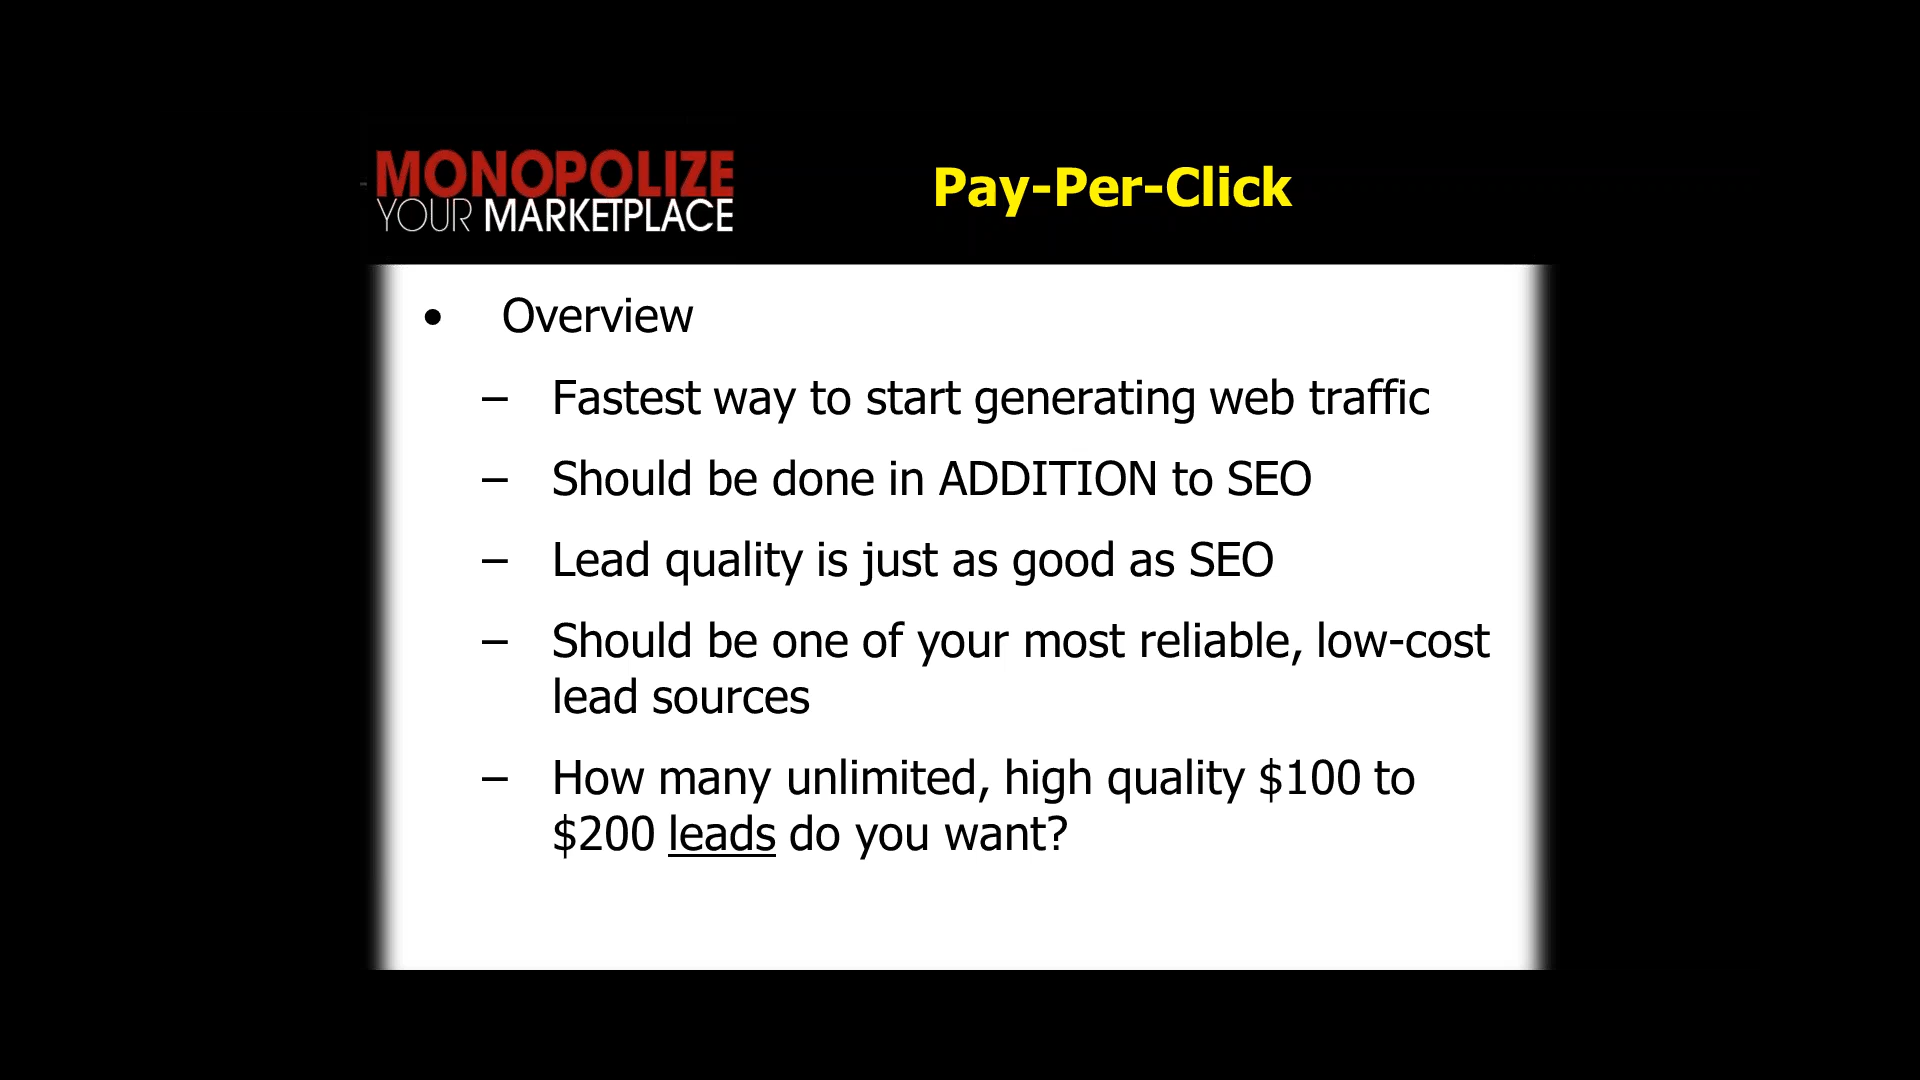 MONOPOLIZE
YOUR MARKETPLACE
Pay-Per-Click
• Overview
– Fastest way to start generating web traffic
– Should be done in ADDITION to SEO
– Lead quality is just as good as SEO
– Should be one of your most reliable, low-cost
lead sources
– How many unlimited, high quality $100 to
$200 leads do you want?